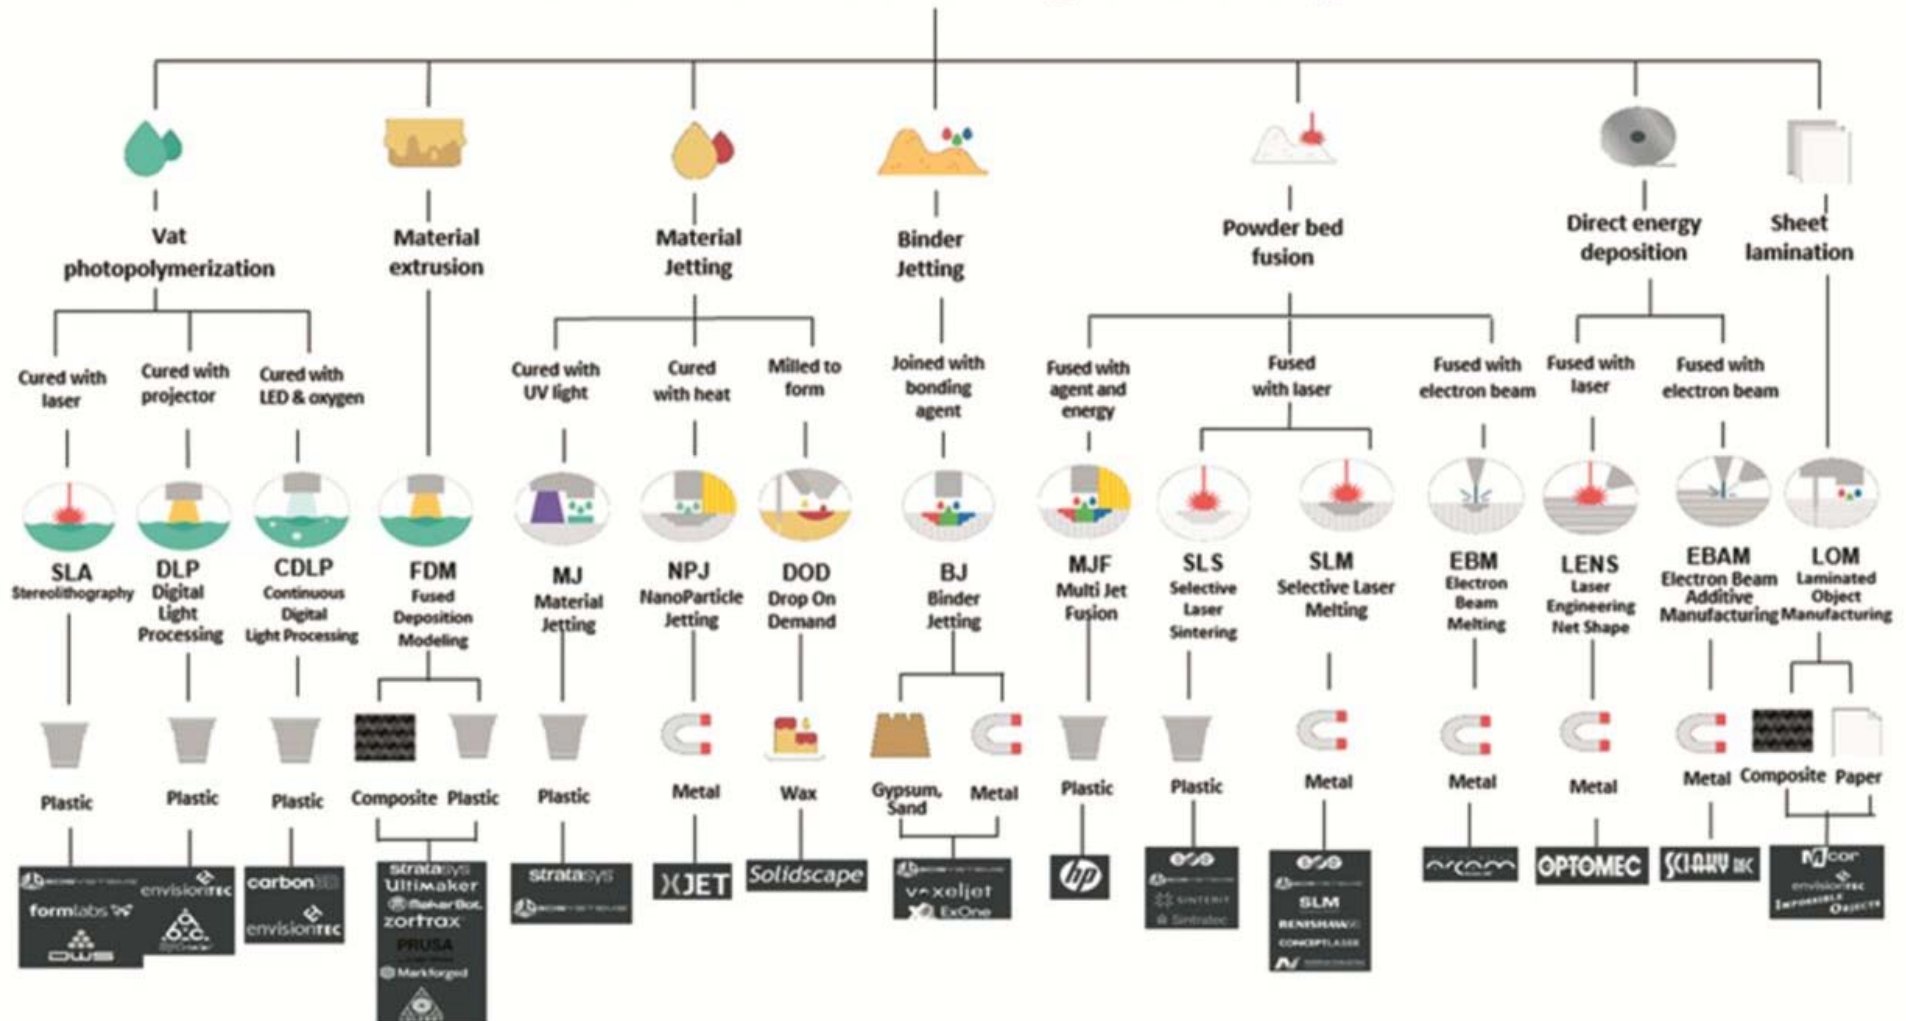 Vat
photopolymerization
Material
extrusion
Material
Jetting
Binder
Jetting
Powder bed
fusion
Direct energy
deposition
Sheet
lamination
Cured with
laser
Cured with
projector
Cured with
LED & oxygen
Cured with
UV light
Cured
with heat
Milled to
form
Joined with
bonding
agent
Fused with
agent and
energy
Fused
with laser
Fused with
electron beam
Fused with
laser
Fused with
electron beam
SLA
Stereolithography
DLP
Digital
Light
Processing
CDLP
Continuous
Digital
Light Processing
FDM
Fused
Deposition
Modeling
MJ
Material
Jetting
NPJ
NanoParticle
Jetting
DOD
Drop On
Demand
BJ
Binder
Jetting
MJF
Multi Jet
Fusion
SLS
Selective
Laser
Sintering
SLM
Selective Laser
Melting
EBM
Electron
Beam
Melting
LENS
Laser
Engineering
Net Shape
EBAM
Electron Beam
Additive
Manufacturing
LOM
Laminated
Object
Manufacturing
Plastic
Plastic
Plastic
Composite
Plastic
Plastic
Metal
Wax
Gypsum,
Sand
Metal
Plastic
Plastic
Metal
Metal
Metal
Metal
Composite
Paper
formlabs
DWS
envisionTEC
carbon3D
envisionTEC
stratasys
Ultimaker
MakerBot
zortrax
PRUSA
Markforged
stratasys
XJET
Solidscape
voxeljet
ExOne
hp
eos
SINTERIT
Sintratec
eos
SLM
RENISHAW
CONCEPTLASER
arcam
OPTOMEC
SCIAKY INC
Mcor
envisionTEC
IMPOSSIBLE
OBJECTS